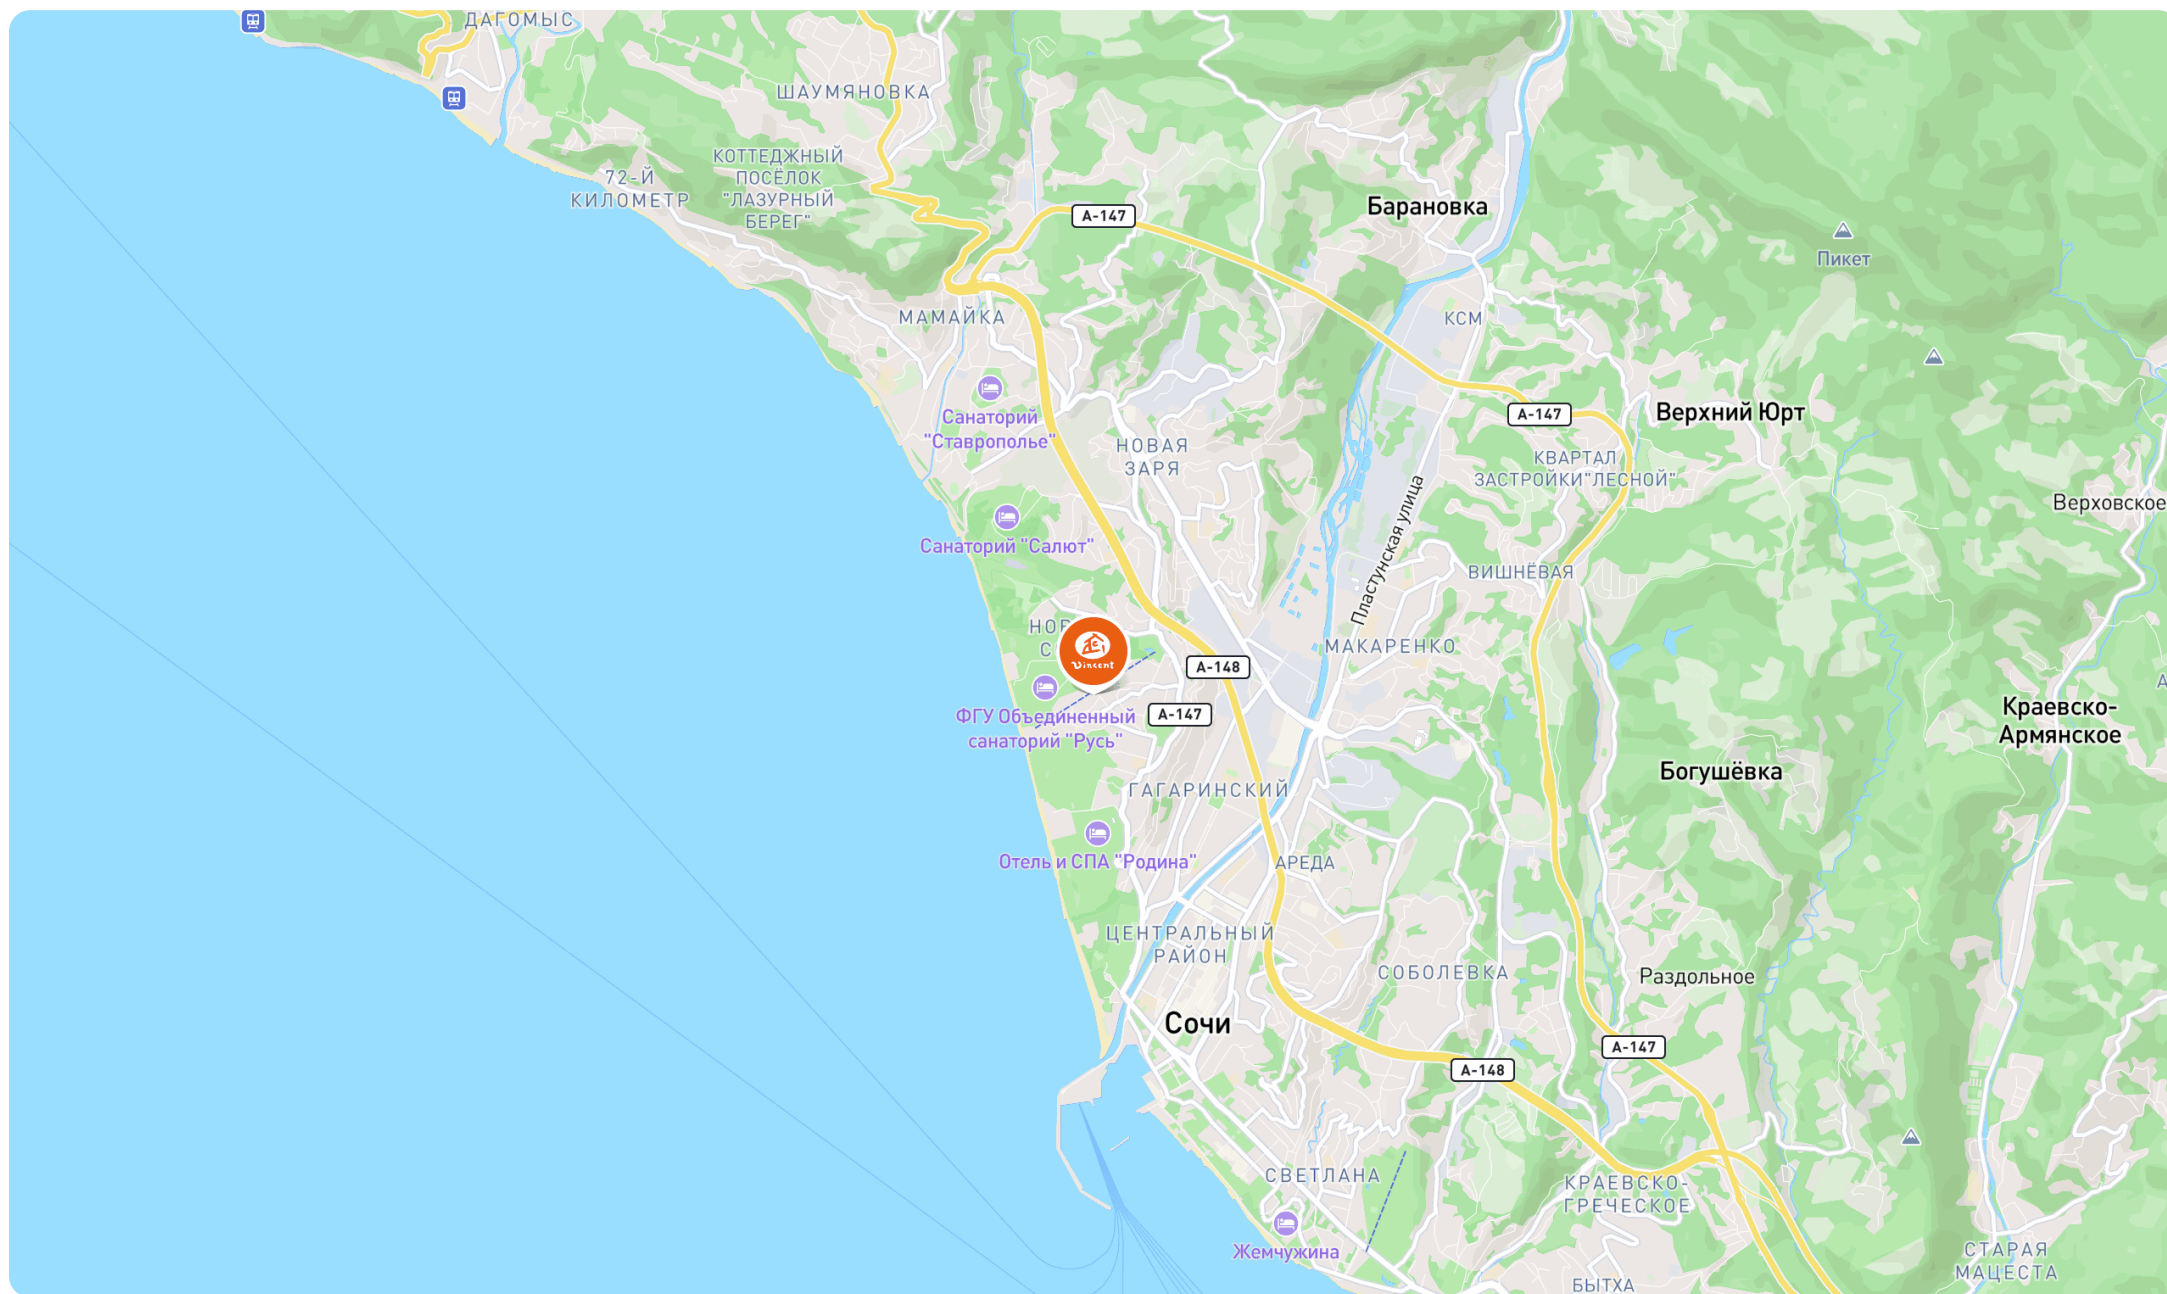 ДАГОМЫС
ШАУМЯНОВКА
КОТТЕДЖНЫЙ
ПОСЁЛОК
"ЛАЗУРНЫЙ
БЕРЕГ"
72-Й
КИЛОМЕТР
А-147
Барановка
Пикет
МАМАЙКА
КСМ
Санаторий
"Ставрополье"
НОВАЯ
ЗАРЯ
А-147
Верхний Юрт
КВАРТАЛ
ЗАСТРОЙКИ"ЛЕСНОЙ"
Верховское
Пластунская улица
Санаторий "Салют"
ВИШНЁВАЯ
НОВ
С
Vincent
МАКАРЕНКО
А-148
А-147
ФГУ Объединенный
санаторий "Русь"
Краевско-
Армянское
Богушёвка
ГАГАРИНСКИЙ
Отель и СПА "Родина"
АРЕДА
ЦЕНТРАЛЬНЫЙ
РАЙОН
СОБОЛЕВКА
Раздольное
Сочи
А-147
А-148
СВЕТЛАНА
КРАЕВСКО-
ГРЕЧЕСКОЕ
Жемчужина
СТАРАЯ
МАЦЕСТА
БЫТХА